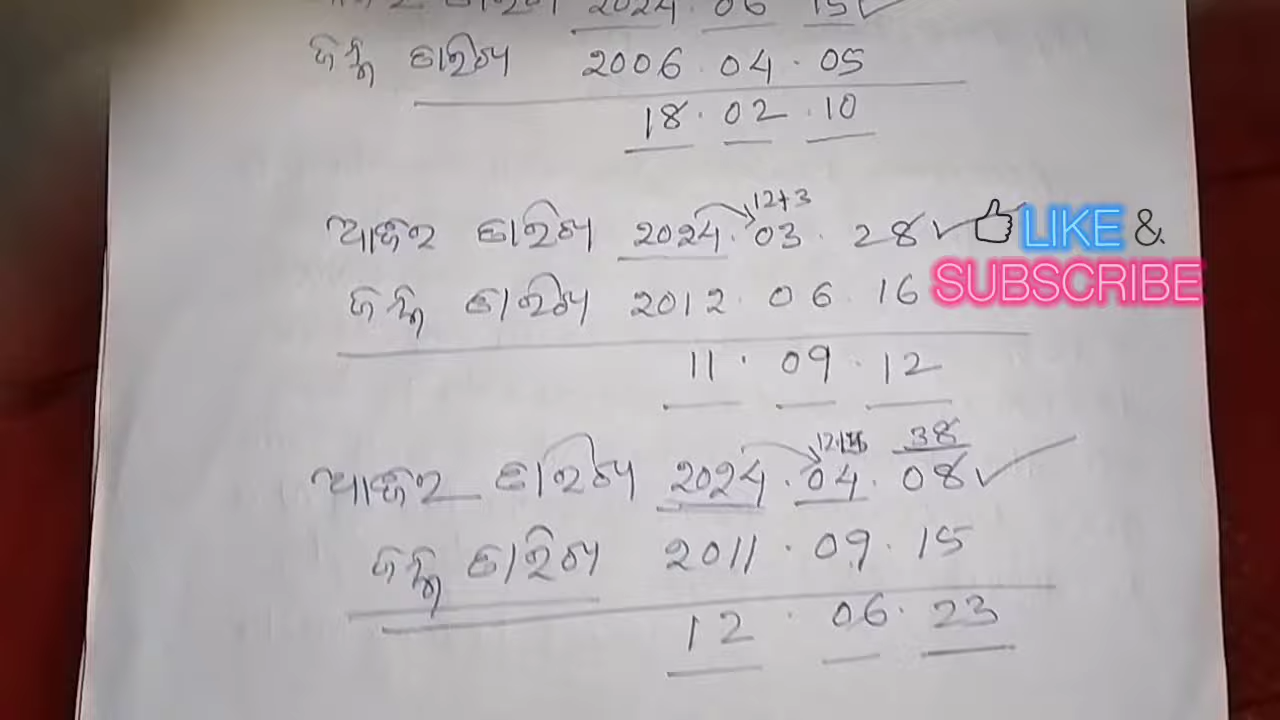 ଆଜିର ତାରିଖ 2024 · 06 15
ଜନ୍ମ ତାରିଖ 2006 · 04 · 05
18 · 02 · 10
12+3
ଆଜିର ତାରିଖ 2024 · 03 · 28
ଜନ୍ମ ତାରିଖ 2012 · 06 · 16
11 · 09 · 12
38
ଆଜିର ତାରିଖ 2024 · 04 · 08
ଜନ୍ମ ତାରିଖ 2011 · 09 · 15
12 · 06 · 23
LIKE &
SUBSCRIBE